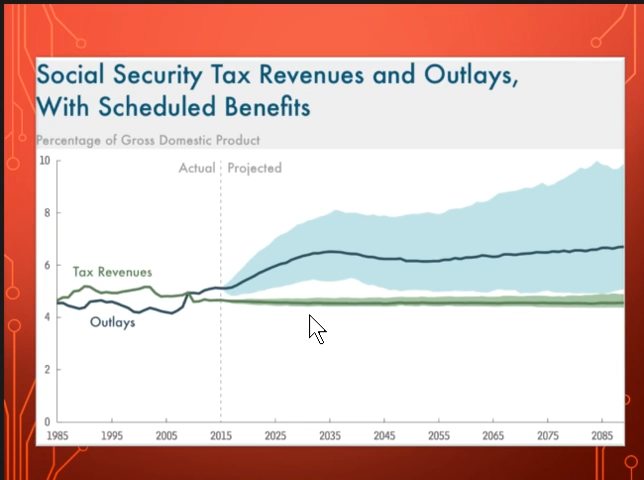 Social Security Tax Revenues and Outlays,
With Scheduled Benefits
Percentage of Gross Domestic Product
10
Actual Projected
8
6
Tax Revenues
4
Outlays
2
0
1985 1995 2005 2015 2025 2035 2045 2055 2065 2075 2085